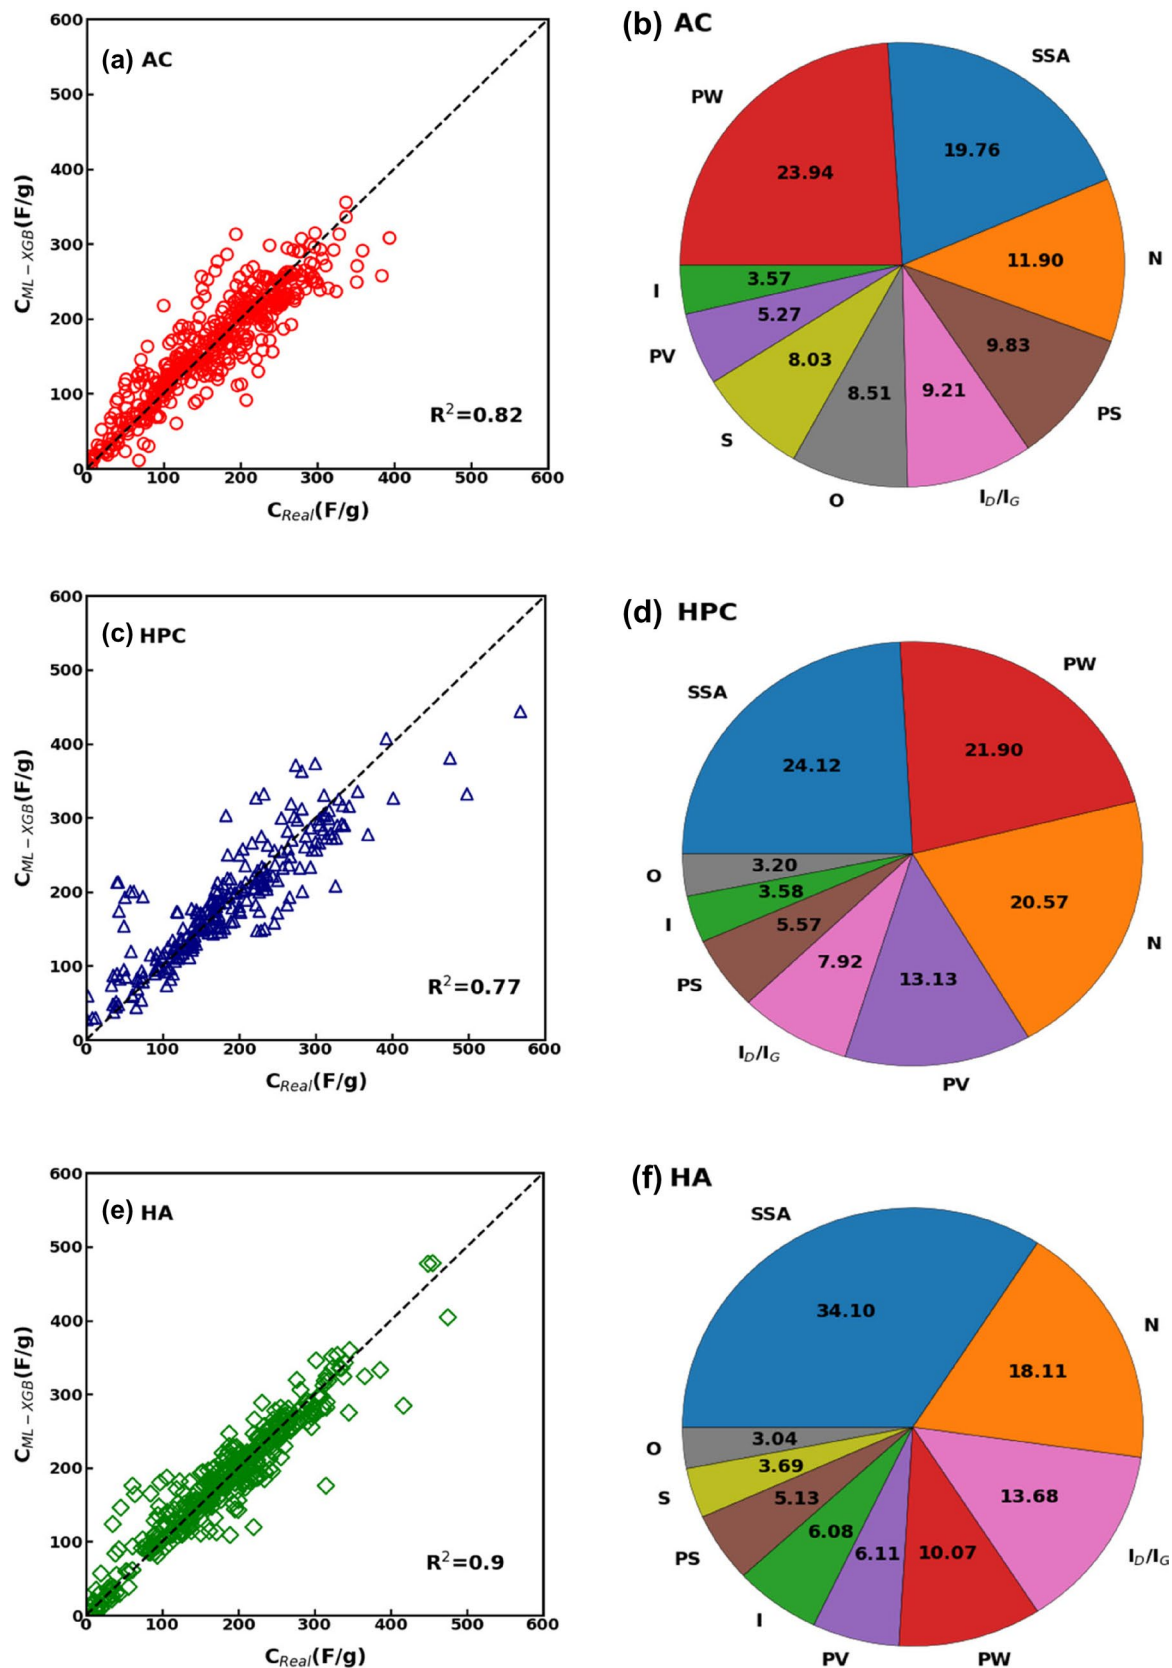 (a) AC
600
500
400
300
200
100
0
0 100 200 300 400 500 600
C_ML−XGB(F/g)
C_Real(F/g)
R²=0.82
(b) AC
SSA
PW
N
I
PV
S
O
I_D/I_G
PS
19.76
23.94
11.90
3.57
5.27
8.03
8.51
9.21
9.83
(c) HPC
600
500
400
300
200
100
0
0 100 200 300 400 500 600
C_ML−XGB(F/g)
C_Real(F/g)
R²=0.77
(d) HPC
PW
SSA
N
O
I
PS
I_D/I_G
PV
21.90
24.12
20.57
3.20
3.58
5.57
7.92
13.13
(e) HA
600
500
400
300
200
100
0
0 100 200 300 400 500 600
C_ML−XGB(F/g)
C_Real(F/g)
R²=0.9
(f) HA
SSA
N
O
S
PS
I
PV
PW
I_D/I_G
34.10
18.11
3.04
3.69
5.13
6.08
6.11
10.07
13.68